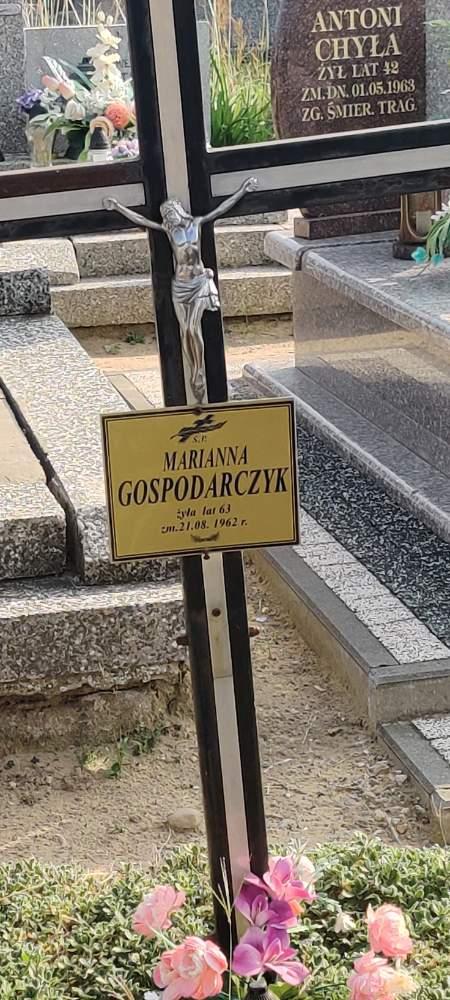 ANTONI
CHYŁA
ŻYŁ LAT 42
ZM. DN. 01.05.1963
ZG. ŚMIER. TRAG.
Ś.P.
MARIANNA
GOSPODARCZYK
żyła lat 63
zm.21.08. 1962 r.